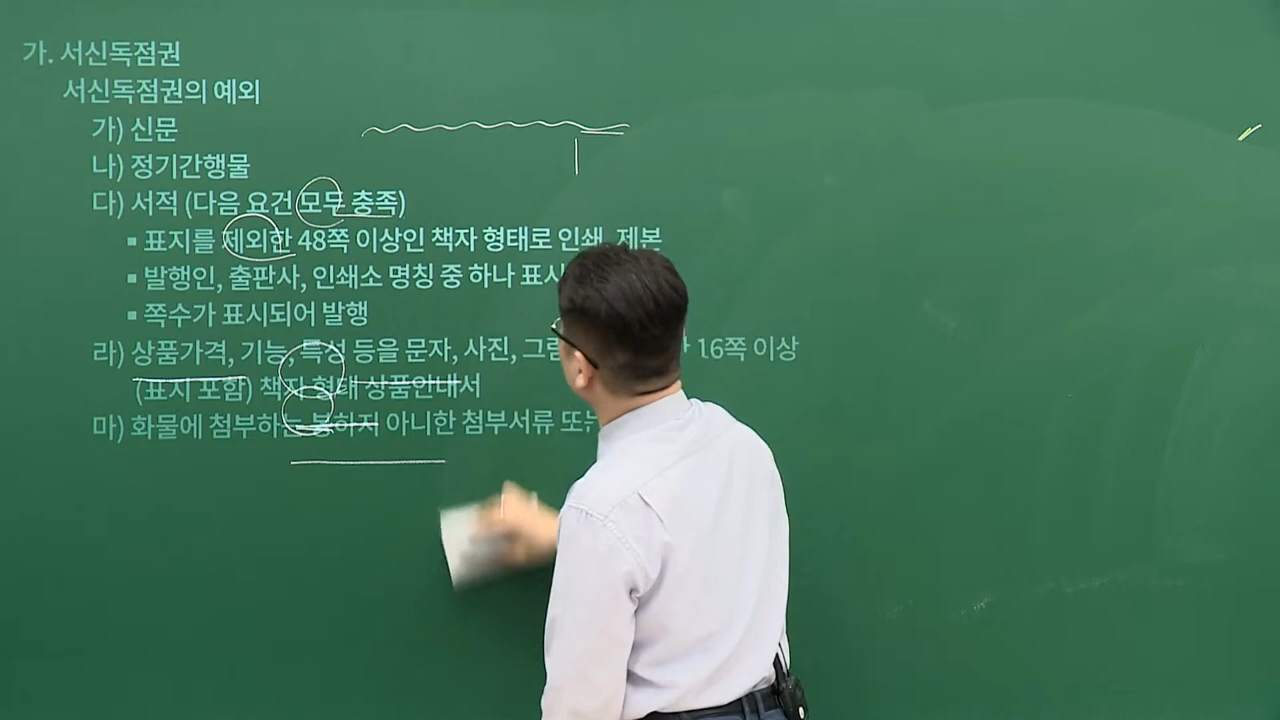 가. 서신독점권
서신독점권의 예외
가) 신문
나) 정기간행물
다) 서적 (다음 요건 모두 충족)
▪ 표지를 제외한 48쪽 이상인 책자 형태로 인쇄, 제본
▪ 발행인, 출판사, 인쇄소 명칭 중 하나 표시
▪ 쪽수가 표시되어 발행
라) 상품가격, 기능, 특성 등을 문자, 사진, 16쪽 이상
(표지 포함) 책자 형태 상품안내서
마) 화물에 첨부하는 봉하지 아니한 첨부서류